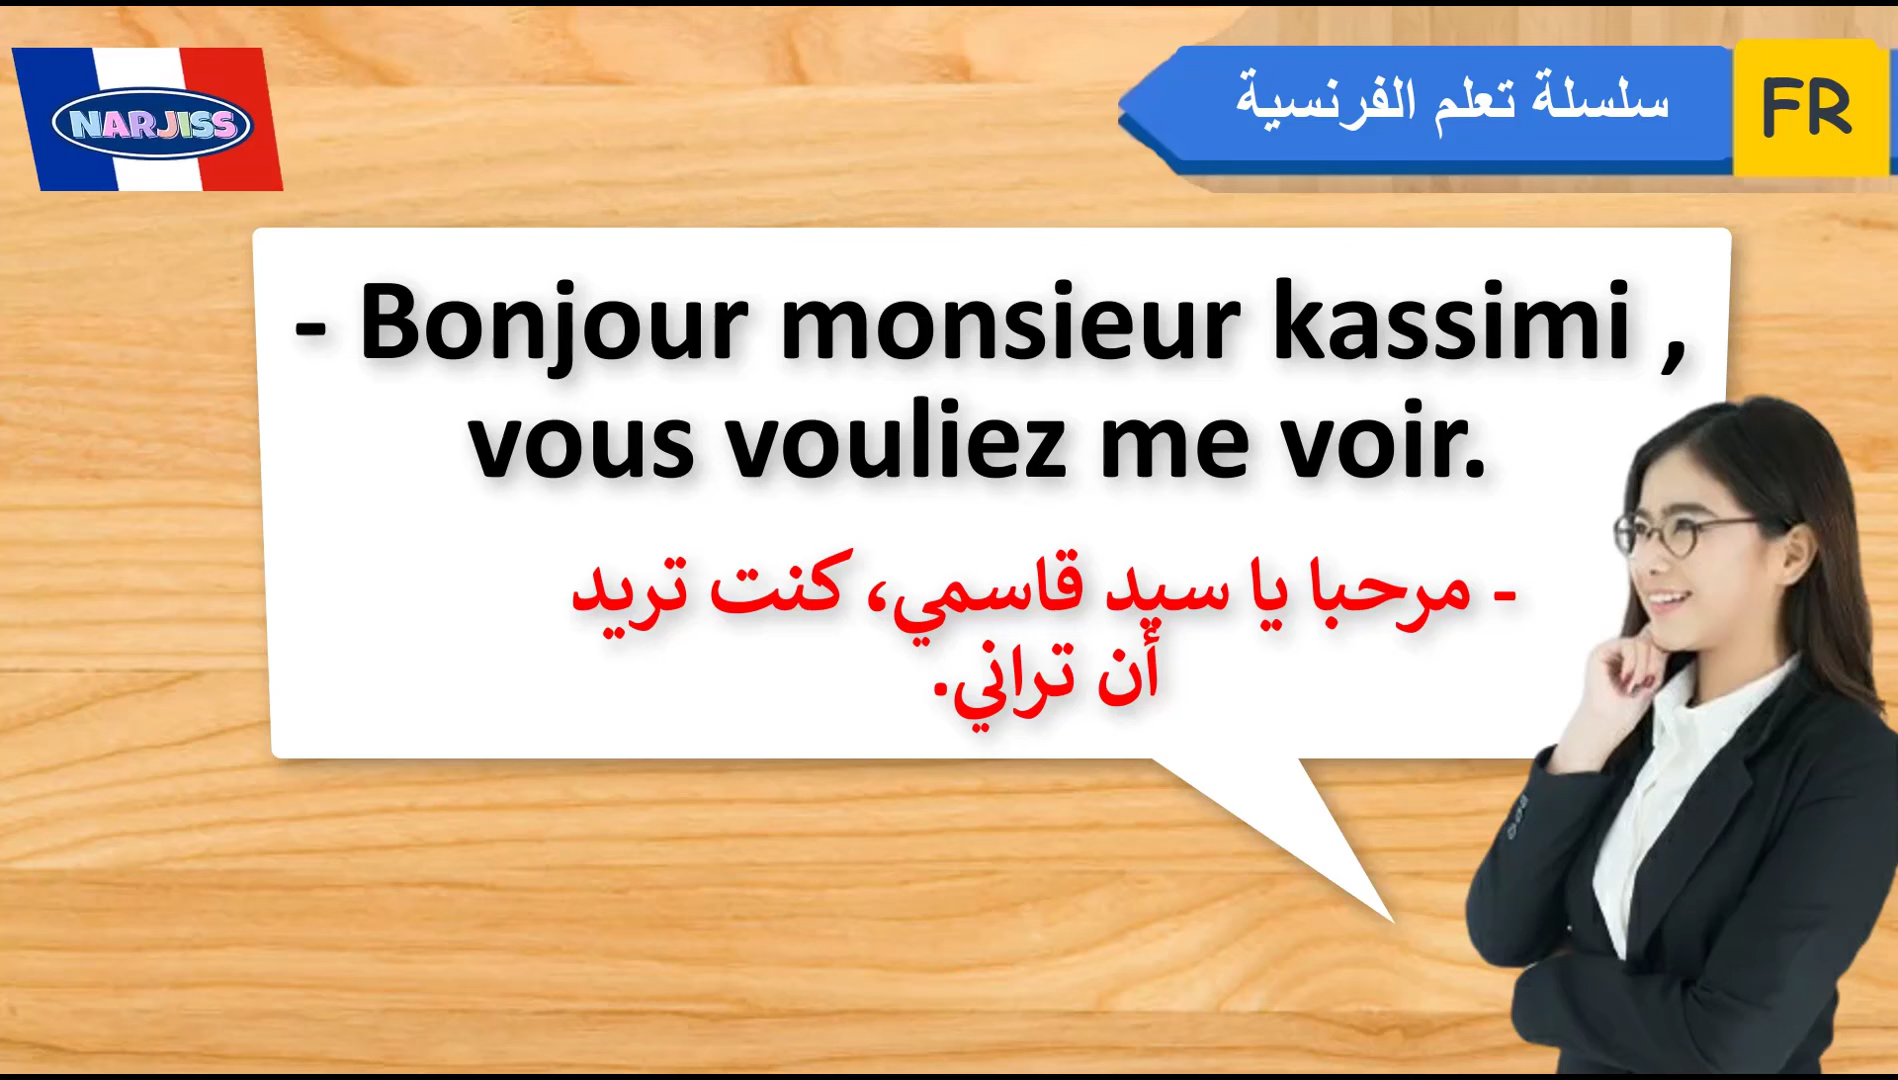 NARJISS
سلسلة تعلم الفرنسية
FR
- Bonjour monsieur kassimi ,
vous vouliez me voir.
- مرحبا يا سيد قاسمي، كنت تريد
أن تراني.